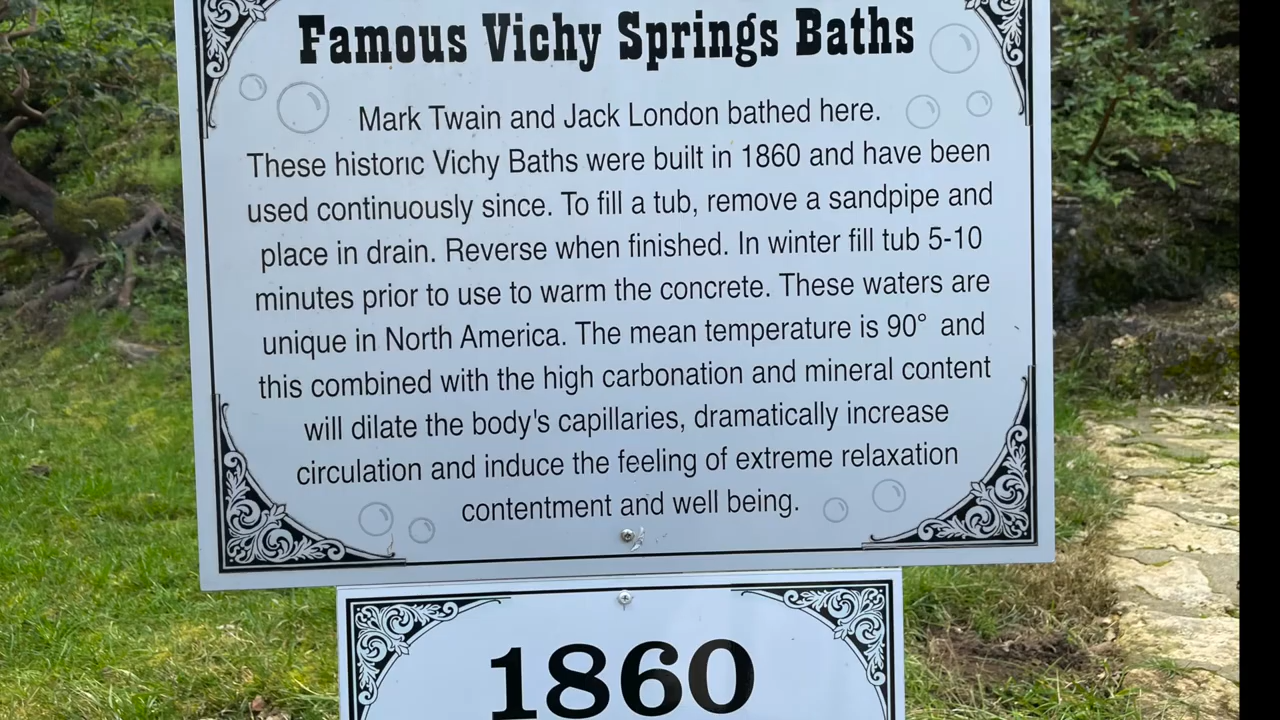 Famous Vichy Springs Baths
Mark Twain and Jack London bathed here.
These historic Vichy Baths were built in 1860 and have been
used continuously since. To fill a tub, remove a sandpipe and
place in drain. Reverse when finished. In winter fill tub 5-10
minutes prior to use to warm the concrete. These waters are
unique in North America. The mean temperature is 90° and
this combined with the high carbonation and mineral content
will dilate the body's capillaries, dramatically increase
circulation and induce the feeling of extreme relaxation
contentment and well being.
1860